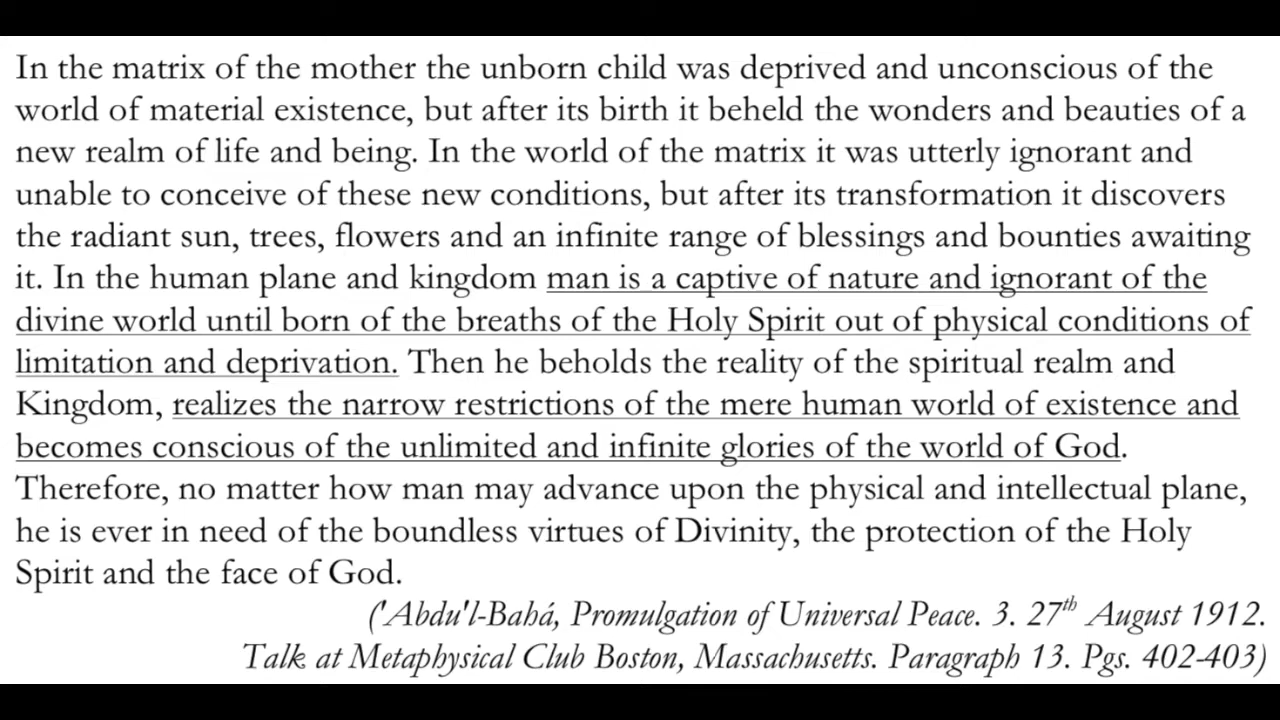 In the matrix of the mother the unborn child was deprived and unconscious of the
world of material existence, but after its birth it beheld the wonders and beauties of a
new realm of life and being. In the world of the matrix it was utterly ignorant and
unable to conceive of these new conditions, but after its transformation it discovers
the radiant sun, trees, flowers and an infinite range of blessings and bounties awaiting
it. In the human plane and kingdom man is a captive of nature and ignorant of the
divine world until born of the breaths of the Holy Spirit out of physical conditions of
limitation and deprivation. Then he beholds the reality of the spiritual realm and
Kingdom, realizes the narrow restrictions of the mere human world of existence and
becomes conscious of the unlimited and infinite glories of the world of God.
Therefore, no matter how man may advance upon the physical and intellectual plane,
he is ever in need of the boundless virtues of Divinity, the protection of the Holy
Spirit and the face of God.
('Abdu'l-Bahá, Promulgation of Universal Peace. 3. 27th August 1912.
Talk at Metaphysical Club Boston, Massachusetts. Paragraph 13. Pgs. 402-403)